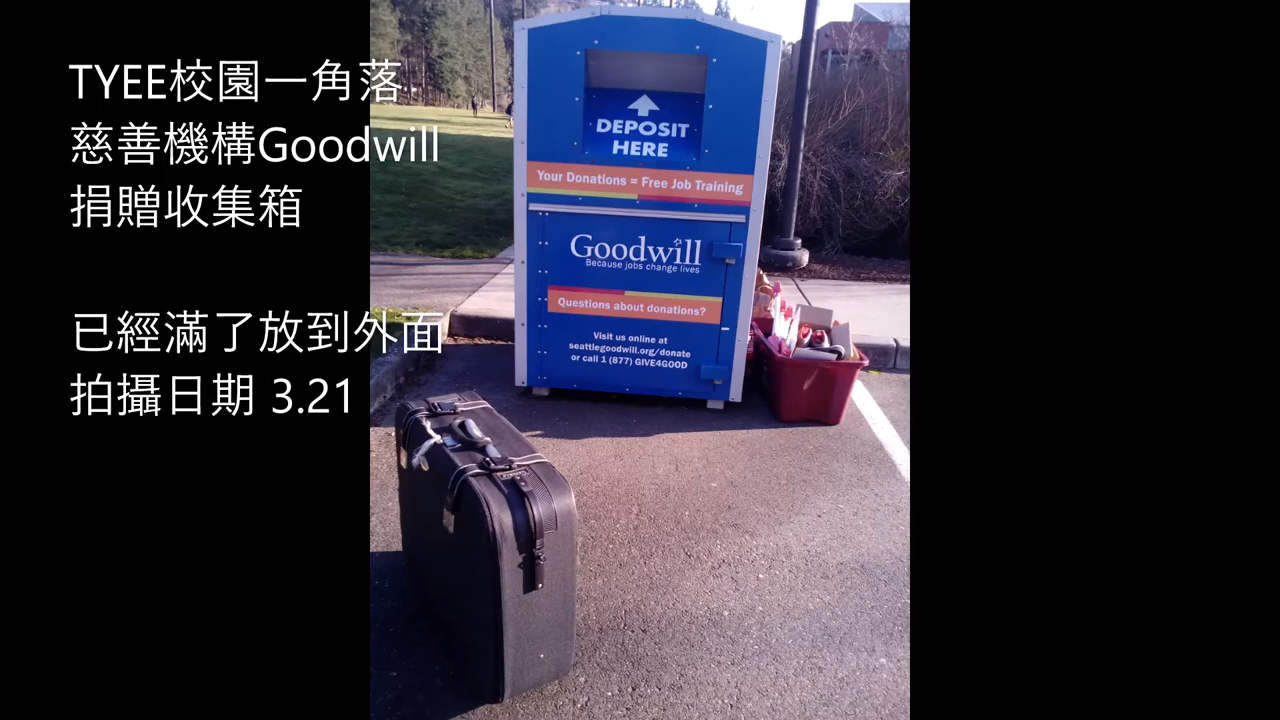 TYEE校園一角落
慈善機構Goodwill
捐贈收集箱
已經滿了放到外面
拍攝日期 3.21
DEPOSIT
HERE
Your Donations = Free Job Training
Goodwill
Because jobs change lives
Questions about donations?
Visit us online at
seattlegoodwill.org/donate
or call 1 (877) GIVE4GOOD